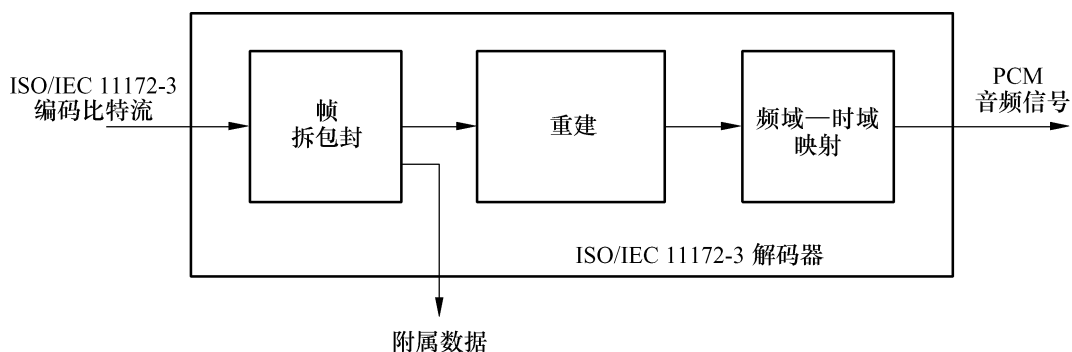 ISO/IEC 11172-3
编码比特流
帧
拆包封
重建
频域—时域
映射
PCM
音频信号
ISO/IEC 11172-3 解码器
附属数据